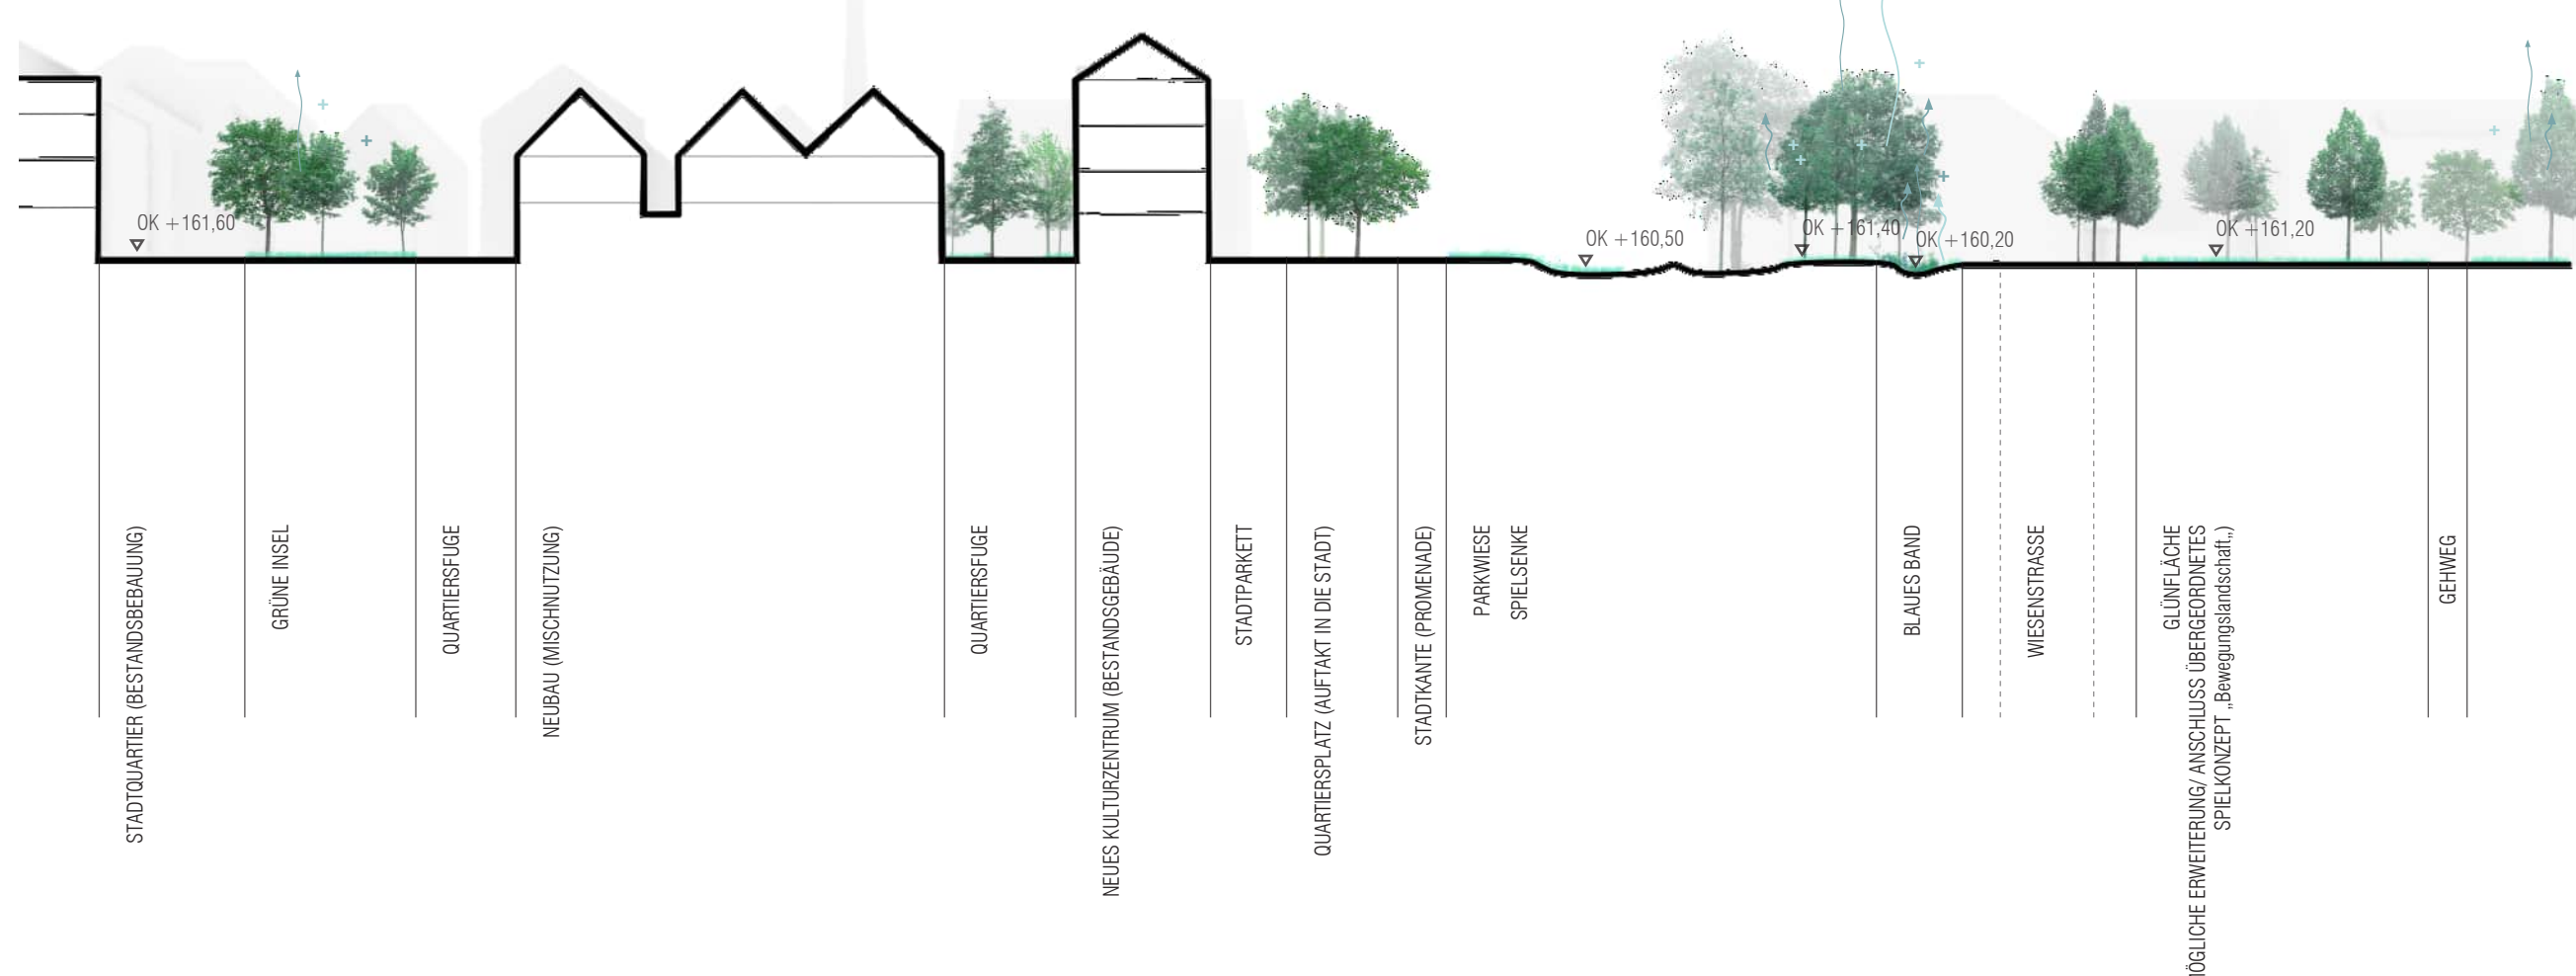 OK +161,60
OK +160,50
OK +161,40
OK +160,20
OK +161,20
STADTQUARTIER (BESTANDSBEBAUUNG)
GRÜNE INSEL
QUARTIERSFUGE
NEUBAU (MISCHNUTZUNG)
QUARTIERSFUGE
NEUES KULTURZENTRUM (BESTANDSGEBÄUDE)
STADTPARKETT
QUARTIERSPLATZ (AUFTAKT IN DIE STADT)
STADTKANTE (PROMENADE)
PARKWIESE
SPIELSENKE
BLAUES BAND
WIESENSTRASSE
GLÜNFLÄCHE
ÖGLICHE ERWEITERUNG/ ANSCHLUSS ÜBERGEORDNETES
SPIELKONZEPT „Bewegungslandschaft„)
GEHWEG